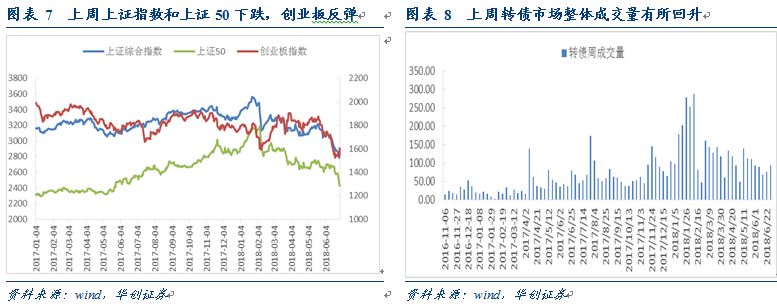 图表 7 上周上证指数和上证 50 下跌，创业板反弹
上证综合指数 上证50 创业板指数
3800 2200
3600 2000
3400
3200 1800
3000 1600
2800
2600 1400
2400 1200
2200
2000 1000
2017-01-04 2017-02-04 2017-03-04 2017-04-04 2017-05-04 2017-06-04 2017-07-04 2017-08-04 2017-09-04 2017-10-04 2017-11-04 2017-12-04 2018-01-04 2018-02-04 2018-03-04 2018-04-04 2018-05-04 2018-06-04
资料来源：wind，华创证券
图表 8 上周转债市场整体成交量有所回升
转债周成交量
350.00
300.00
250.00
200.00
150.00
100.00
50.00
0.00
2016-11-06 2016-11-27 2016-12-18 2017-01-08 2017-01-29 2017-02-19 2017-03-12 2017/4/2 2017/4/21 2017/5/12 2017/6/2 2017/6/25 2017/7/14 2017/8/4 2017/8/25 2017/9/15 2017/10/13 2017/11/3 2017/11/24 2017/12/15 2018/1/5 2018/1/26 2018/2/16 2018/3/9 2018/3/30 2018/4/20 2018/5/11 2018/6/1 2018/6/22
资料来源：wind，华创证券